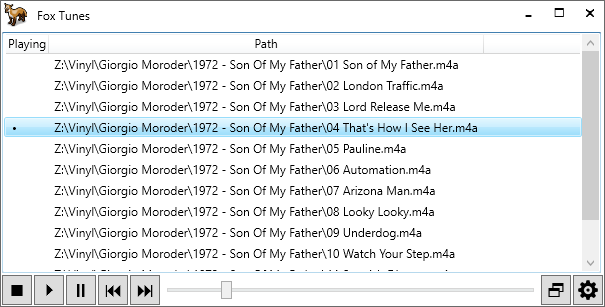 Fox Tunes
Playing Path
Z:\Vinyl\Giorgio Moroder\1972 - Son Of My Father\01 Son of My Father.m4a
Z:\Vinyl\Giorgio Moroder\1972 - Son Of My Father\02 London Traffic.m4a
Z:\Vinyl\Giorgio Moroder\1972 - Son Of My Father\03 Lord Release Me.m4a
• Z:\Vinyl\Giorgio Moroder\1972 - Son Of My Father\04 That's How I See Her.m4a
Z:\Vinyl\Giorgio Moroder\1972 - Son Of My Father\05 Pauline.m4a
Z:\Vinyl\Giorgio Moroder\1972 - Son Of My Father\06 Automation.m4a
Z:\Vinyl\Giorgio Moroder\1972 - Son Of My Father\07 Arizona Man.m4a
Z:\Vinyl\Giorgio Moroder\1972 - Son Of My Father\08 Looky Looky.m4a
Z:\Vinyl\Giorgio Moroder\1972 - Son Of My Father\09 Underdog.m4a
Z:\Vinyl\Giorgio Moroder\1972 - Son Of My Father\10 Watch Your Step.m4a